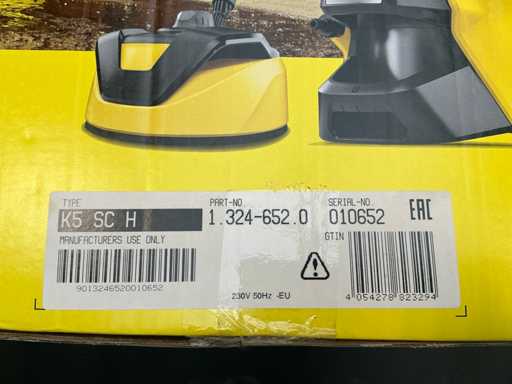 TYPE
K5 SC H
PART-NO.
1.324-652.0
SERIAL-NO.
010652
EAC
MANUFACTURERS USE ONLY
GTIN
9013246520010652
230V 50Hz -EU
4 054278 823294